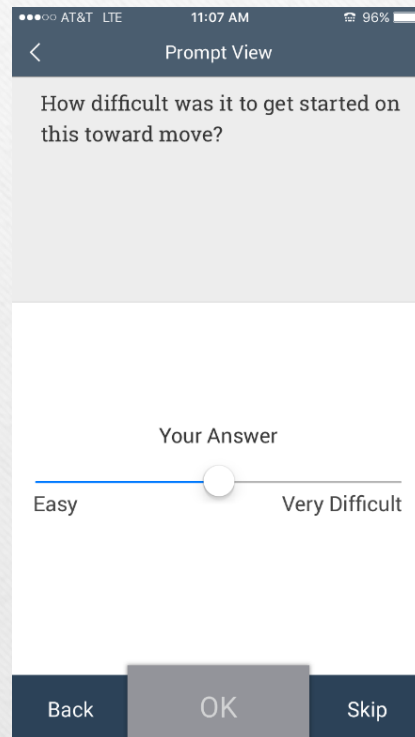 AT&T LTE 11:07 AM 96%
Prompt View
How difficult was it to get started on
this toward move?
Your Answer
Easy Very Difficult
Back OK Skip